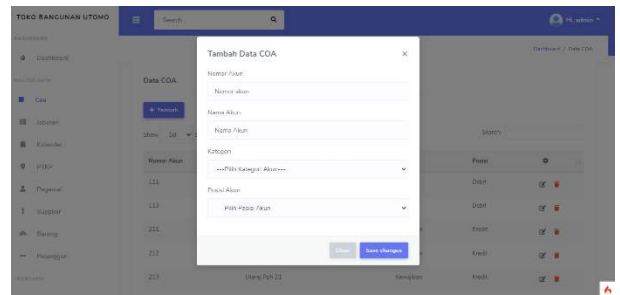 TOKO BANGUNAN UTOMO
Search
Hi, admin
Dashboard
Dashboard / Data COA
Data COA
Coa
+ Tambah
Jabatan
Show 10
Search:
Kalender
Nomor Akun
Posisi
PTKP
111
Debit
Pegawai
113
Debit
Supplier
211
Kredit
Barang
212
Kredit
Pelanggan
213
Utang Pph 21
Kewajiban
Kredit
Tambah Data COA
×
Nomor Akun
Nomor akun
Nama Akun
Nama Akun
Kategori
---Pilih Kategori Akun---
Posisi Akun
Pilih Posisi Akun
Close
Save changes